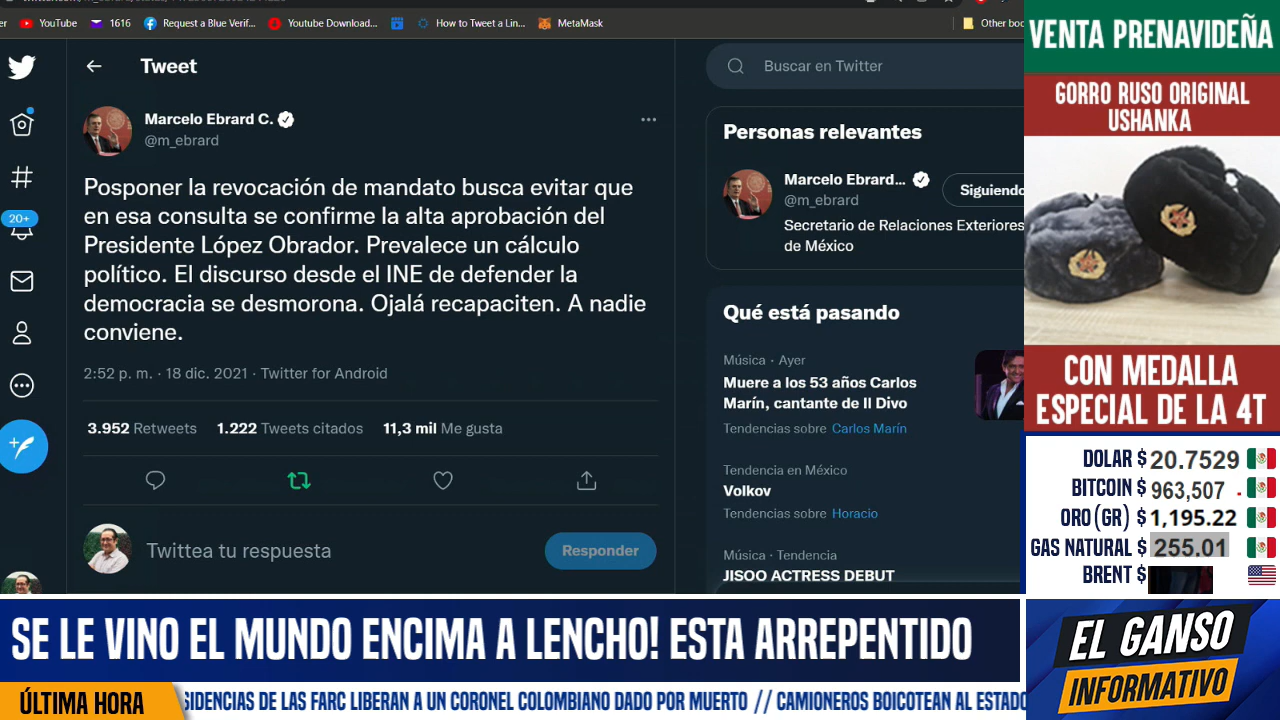 YouTube
1616
Request a Blue Verif...
Youtube Download...
How to Tweet a Lin...
MetaMask
Other boo
Tweet
Buscar en Twitter
Marcelo Ebrard C.
@m_ebrard
Posponer la revocación de mandato busca evitar que
en esa consulta se confirme la alta aprobación del
Presidente López Obrador. Prevalece un cálculo
político. El discurso desde el INE de defender la
democracia se desmorona. Ojalá recapaciten. A nadie
conviene.
2:52 p. m. · 18 dic. 2021 · Twitter for Android
3.952 Retweets 1.222 Tweets citados 11,3 mil Me gusta
Twittea tu respuesta
Responder
20+
Personas relevantes
Marcelo Ebrard...
@m_ebrard
Siguiendo
Secretario de Relaciones Exteriores
de México
Qué está pasando
Música · Ayer
Muere a los 53 años Carlos
Marín, cantante de Il Divo
Tendencias sobre Carlos Marín
Tendencia en México
Volkov
Tendencias sobre Horacio
Música · Tendencia
JISOO ACTRESS DEBUT
VENTA PRENAVIDEÑA
GORRO RUSO ORIGINAL
USHANKA
CON MEDALLA
ESPECIAL DE LA 4T
DOLAR $ 20.7529
BITCOIN $ 963,507
ORO(GR) $ 1,195.22
GAS NATURAL $ 255.01
BRENT $
SE LE VINO EL MUNDO ENCIMA A LENCHO! ESTA ARREPENTIDO
EL GANSO
INFORMATIVO
ÚLTIMA HORA
SIDENCIAS DE LAS FARC LIBERAN A UN CORONEL COLOMBIANO DADO POR MUERTO // CAMIONEROS BOICOTEAN AL ESTADO